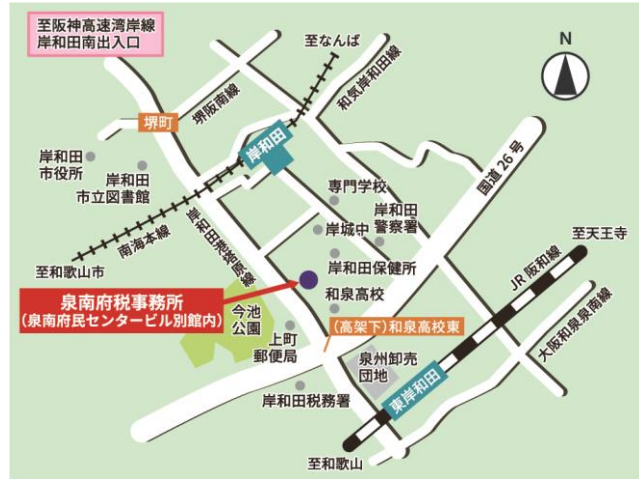 至阪神高速湾岸線
岸和田南出入口
至なんば
N
和気岸和田線
堺阪南線
堺町
岸和田
市役所
岸和田
市立図書館
岸和田
専門学校
国道26号
岸城中
岸和田
警察署
南海本線
岸和田港塔原線
至和歌山市
岸和田保健所
至天王寺
JR阪和線
泉南府税事務所
(泉南府民センタービル別館内)
今池
公園
和泉高校
大阪和泉泉南線
上町
郵便局
(高架下)和泉高校東
泉州卸売
団地
東岸和田
岸和田税務署
至和歌山